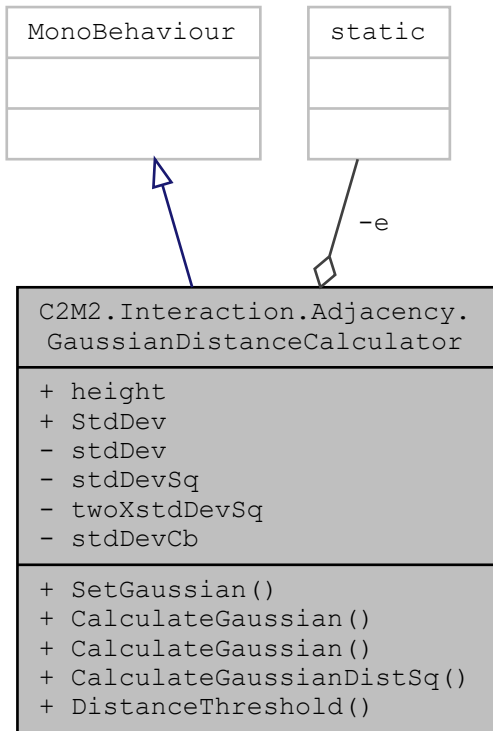 MonoBehaviour
static
-e
C2M2.Interaction.Adjacency.
GaussianDistanceCalculator
+ height
+ StdDev
- stdDev
- stdDevSq
- twoXstdDevSq
- stdDevCb
+ SetGaussian()
+ CalculateGaussian()
+ CalculateGaussian()
+ CalculateGaussianDistSq()
+ DistanceThreshold()